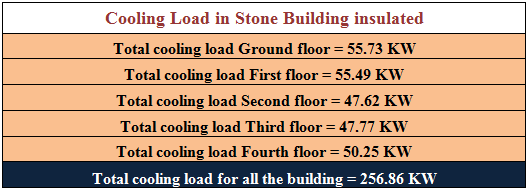 Cooling Load in Stone Building insulated
Total cooling load Ground floor = 55.73 KW
Total cooling load First floor = 55.49 KW
Total cooling load Second floor = 47.62 KW
Total cooling load Third floor = 47.77 KW
Total cooling load Fourth floor = 50.25 KW
Total cooling load for all the building = 256.86 KW